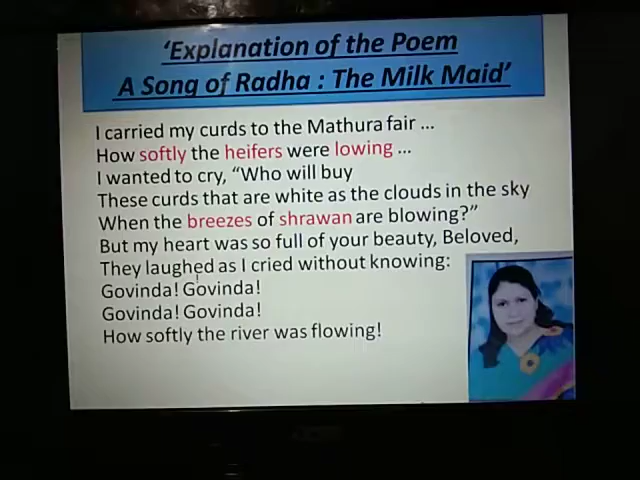 ‘Explanation of the Poem
A Song of Radha : The Milk Maid’
I carried my curds to the Mathura fair ...
How softly the heifers were lowing ...
I wanted to cry, “Who will buy
These curds that are white as the clouds in the sky
When the breezes of shrawan are blowing?”
But my heart was so full of your beauty, Beloved,
They laughed as I cried without knowing:
Govinda! Govinda!
Govinda! Govinda!
How softly the river was flowing!